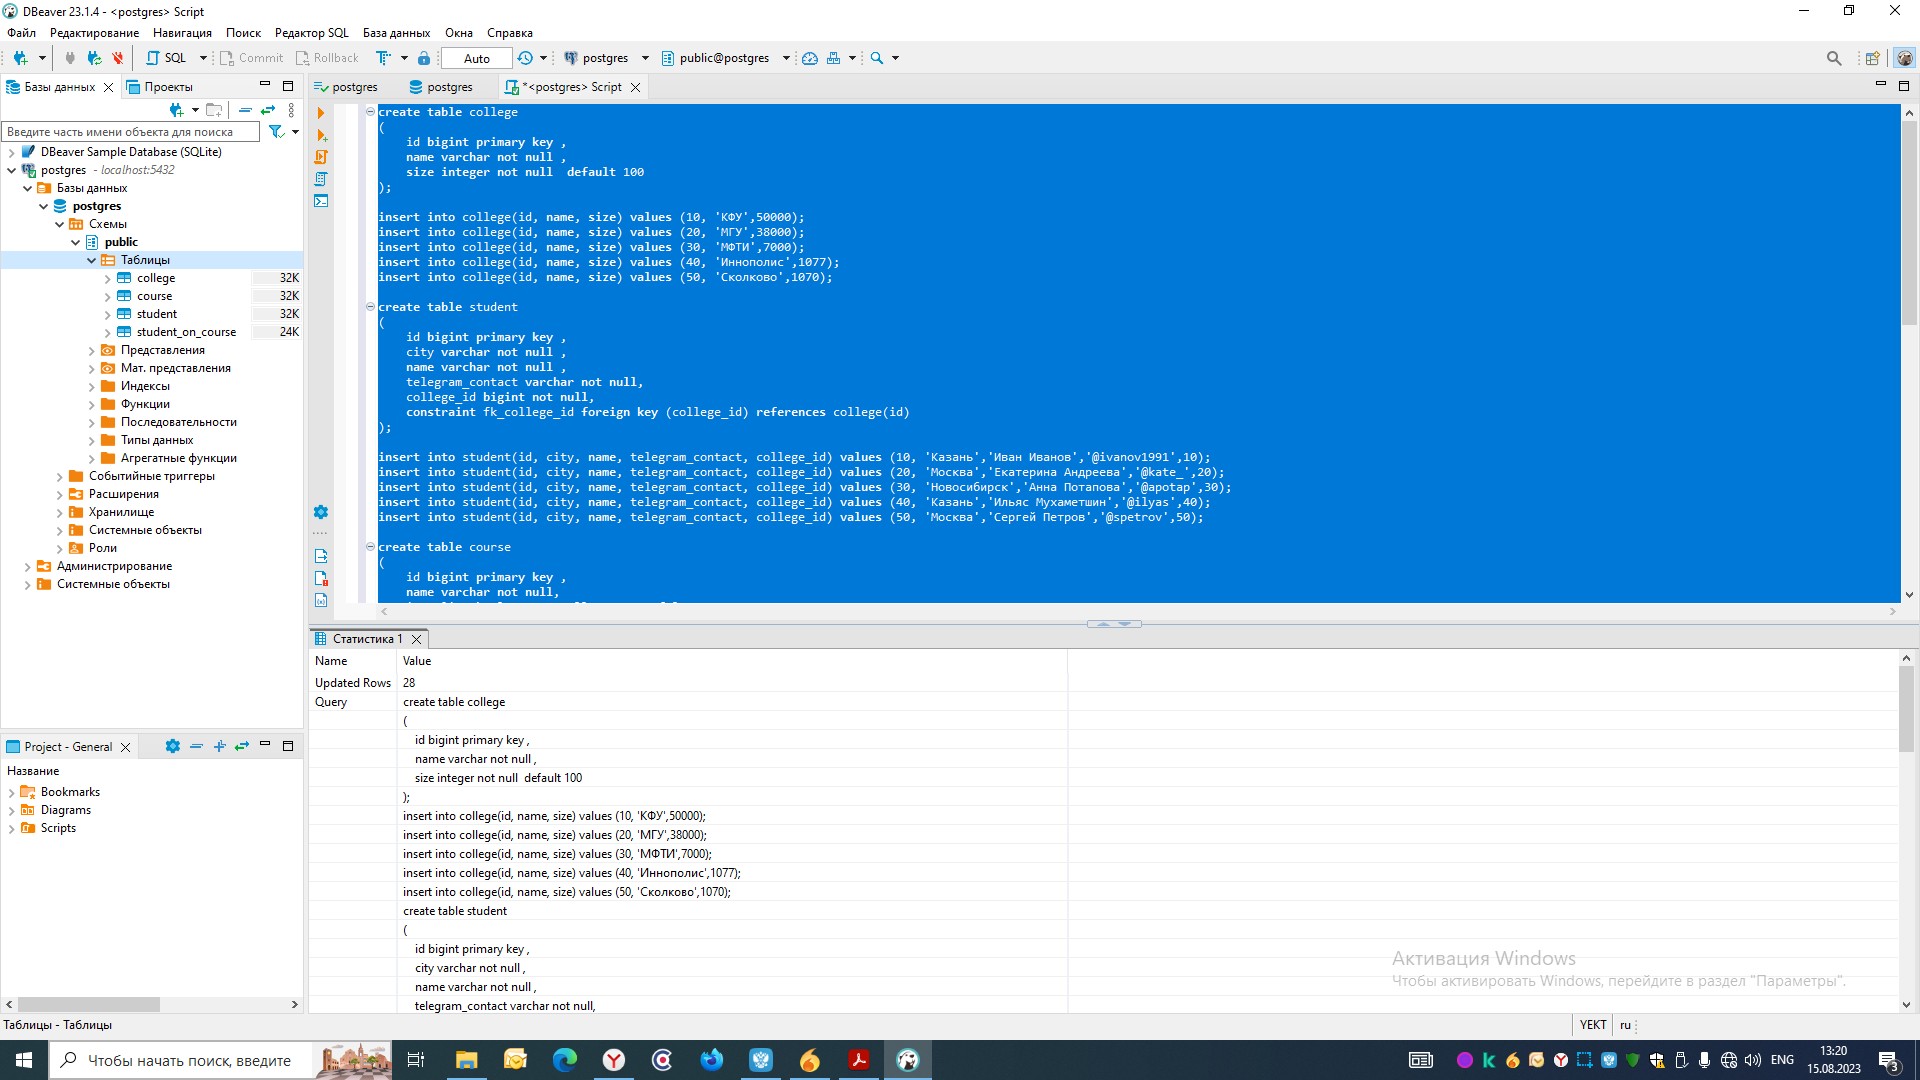 DBeaver 23.1.4 - <postgres> Script
Файл Редактирование Навигация Поиск Редактор SQL База данных Окна Справка
SQL Commit Rollback Auto postgres public@postgres
Базы данных Проекты
postgres postgres *<postgres> Script
Введите часть имени объекта для поиска
DBeaver Sample Database (SQLite)
postgres - localhost:5432
Базы данных
postgres
Схемы
public
Таблицы
college 32K
course 32K
student 32K
student_on_course 24K
Представления
Мат. представления
Индексы
Функции
Последовательности
Типы данных
Агрегатные функции
Событийные триггеры
Расширения
Хранилище
Системные объекты
Роли
Администрирование
Системные объекты
create table college
(
id bigint primary key ,
name varchar not null ,
size integer not null  default 100
);
insert into college(id, name, size) values (10, 'КФУ',50000);
insert into college(id, name, size) values (20, 'МГУ',38000);
insert into college(id, name, size) values (30, 'МФТИ',7000);
insert into college(id, name, size) values (40, 'Иннополис',1077);
insert into college(id, name, size) values (50, 'Сколково',1070);
create table student
(
id bigint primary key ,
city varchar not null ,
name varchar not null ,
telegram_contact varchar not null,
college_id bigint not null,
constraint fk_college_id foreign key (college_id) references college(id)
);
insert into student(id, city, name, telegram_contact, college_id) values (10, 'Казань','Иван Иванов','@ivanov1991',10);
insert into student(id, city, name, telegram_contact, college_id) values (20, 'Москва','Екатерина Андреева','@kate_',20);
insert into student(id, city, name, telegram_contact, college_id) values (30, 'Новосибирск','Анна Потапова','@apotap',30);
insert into student(id, city, name, telegram_contact, college_id) values (40, 'Казань','Ильяс Мухаметшин','@ilyas',40);
insert into student(id, city, name, telegram_contact, college_id) values (50, 'Москва','Сергей Петров','@spetrov',50);
create table course
(
id bigint primary key ,
name varchar not null,
Статистика 1
Name Value
Updated Rows 28
Query create table college
(
id bigint primary key ,
name varchar not null ,
size integer not null  default 100
);
insert into college(id, name, size) values (10, 'КФУ',50000);
insert into college(id, name, size) values (20, 'МГУ',38000);
insert into college(id, name, size) values (30, 'МФТИ',7000);
insert into college(id, name, size) values (40, 'Иннополис',1077);
insert into college(id, name, size) values (50, 'Сколково',1070);
create table student
(
id bigint primary key ,
city varchar not null ,
name varchar not null ,
telegram_contact varchar not null,
Project - General
Название
Bookmarks
Diagrams
Scripts
Активация Windows
Чтобы активировать Windows, перейдите в раздел "Параметры".
Таблицы - Таблицы YEKT ru
Чтобы начать поиск, введите ENG 13:20
15.08.2023 3